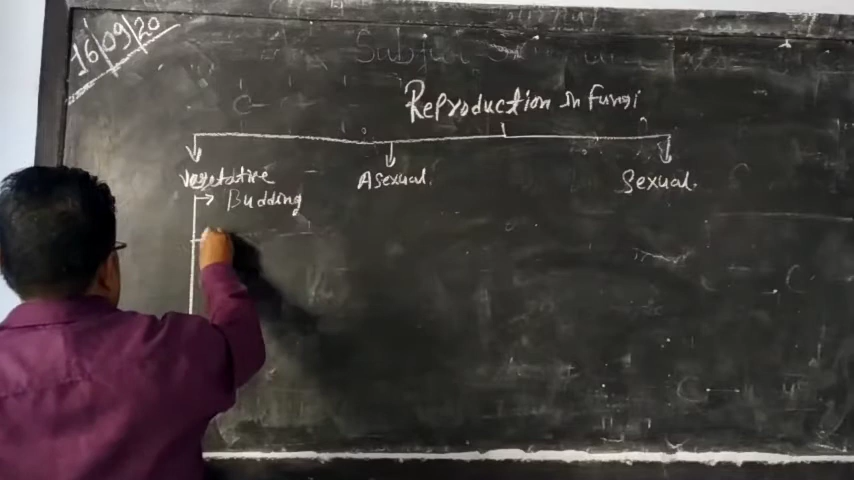 16/09/20
Reproduction in Fungi
Vegetative Asexual. Sexual.
Budding